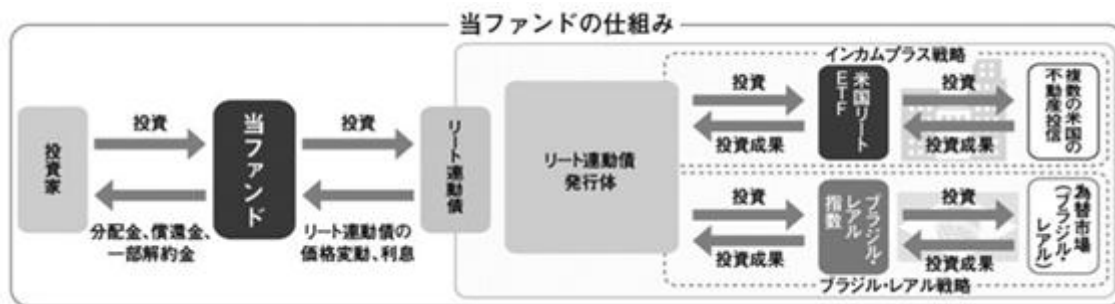 当ファンドの仕組み
インカムプラス戦略
投資家
投資
分配金、償還金、
一部解約金
当ファンド
投資
リート連動債の
価格変動、利息
リート連動債
リート連動債
発行体
投資
投資成果
米国リート
ETF
投資
投資成果
複数の米国の
不動産投信
投資
投資成果
ブラジル・
レアル
指数
投資
投資成果
為替市場
(ブラジル・
レアル)
ブラジル・レアル戦略